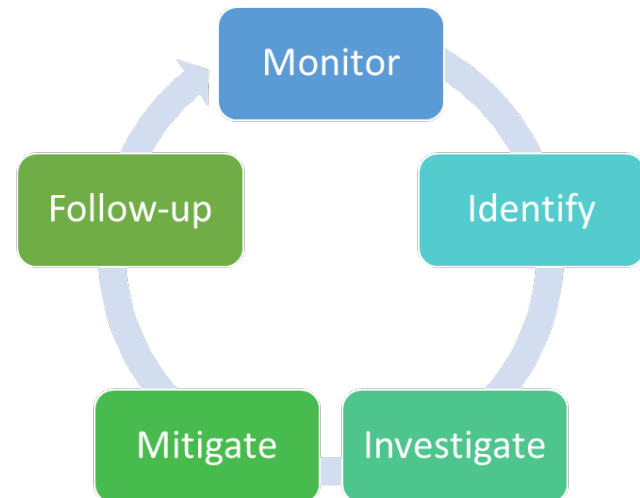 Monitor
Identify
Investigate
Mitigate
Follow-up